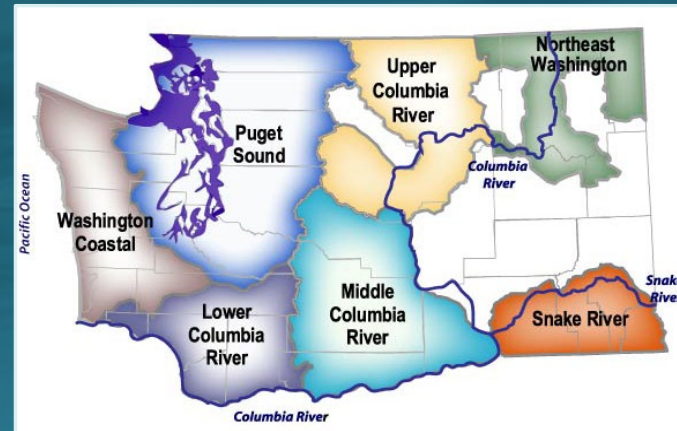 Northeast
Washington
Upper
Columbia
River
Puget
Sound
Columbia
River
Pacific Ocean
Washington
Coastal
Snake
River
Middle
Columbia
River
Lower
Columbia
River
Snake River
Columbia River